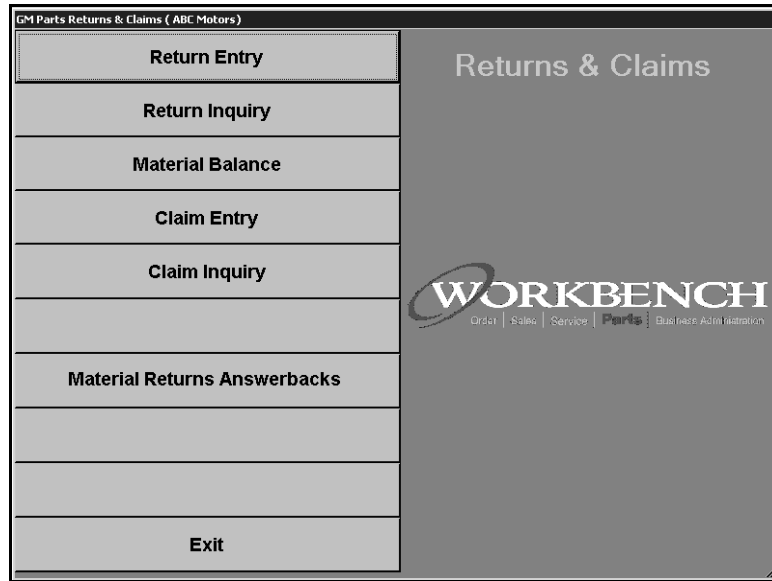 GM Parts Returns & Claims ( ABC Motors )
Return Entry
Returns & Claims
Return Inquiry
Material Balance
Claim Entry
Claim Inquiry
WORKBENCH
Order | Sales | Service | Parts | Business Administration
Material Returns Answerbacks
Exit